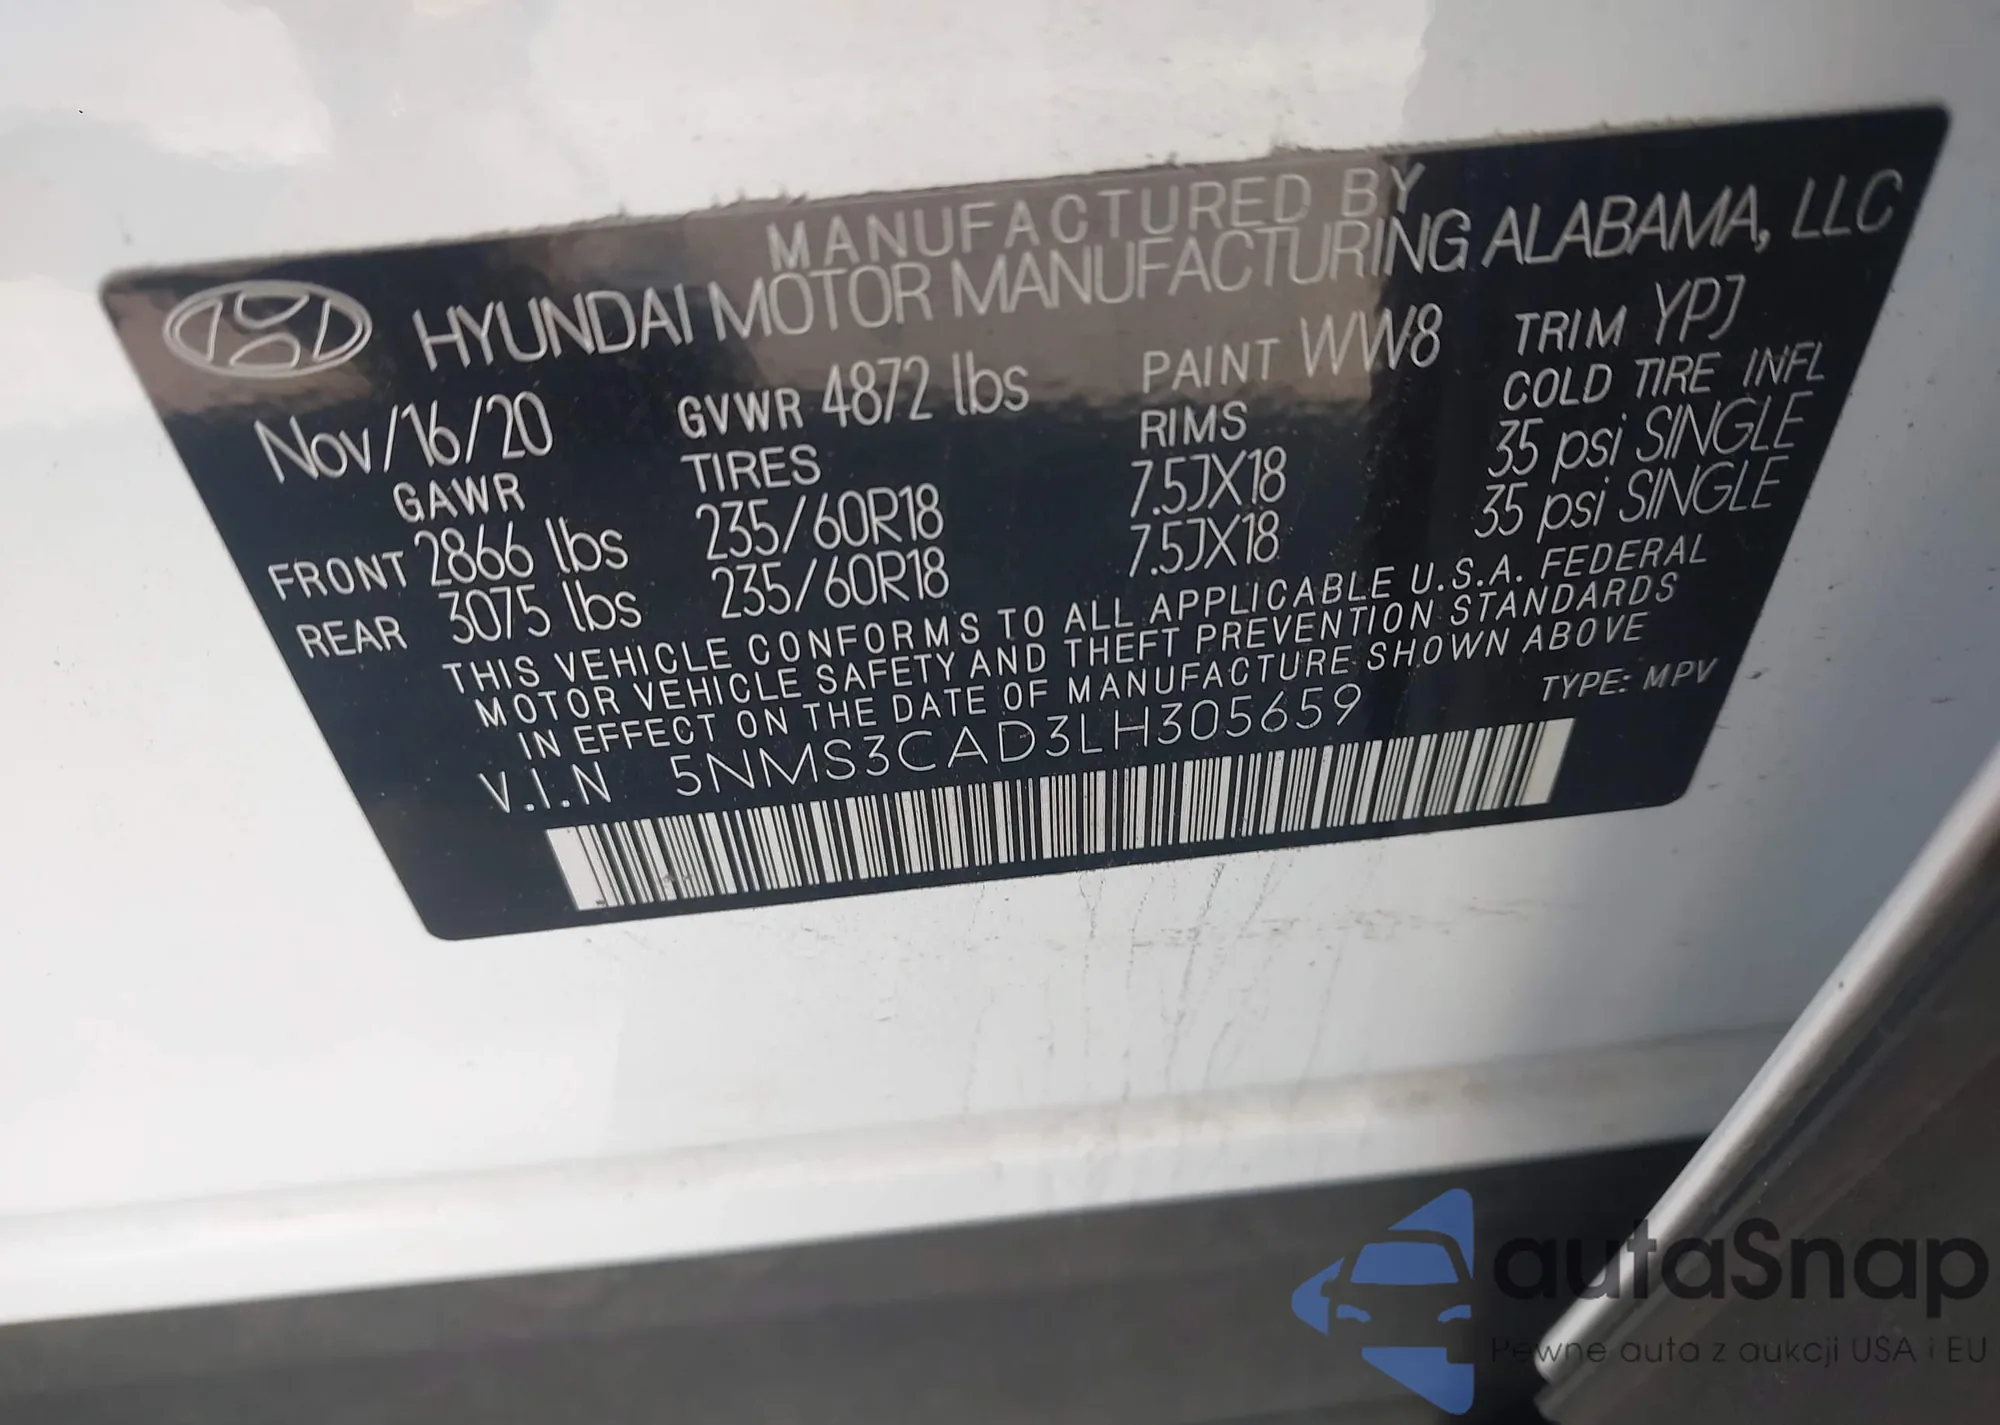 MANUFACTURED BY
HYUNDAI MOTOR MANUFACTURING ALABAMA, LLC
Nov/16/20 GVWR 4872 lbs PAINT WW8 TRIM YPJ
GAWR TIRES RIMS COLD TIRE INFL
FRONT 2866 lbs 235/60R18 7.5JX18 35 psi SINGLE
REAR 3075 lbs 235/60R18 7.5JX18 35 psi SINGLE
THIS VEHICLE CONFORMS TO ALL APPLICABLE U.S.A. FEDERAL
MOTOR VEHICLE SAFETY AND THEFT PREVENTION STANDARDS
IN EFFECT ON THE DATE OF MANUFACTURE SHOWN ABOVE
V.I.N 5NMS3CAD3LH305659 TYPE: MPV
autaSnap
Pewne auta z aukcji USA i EU